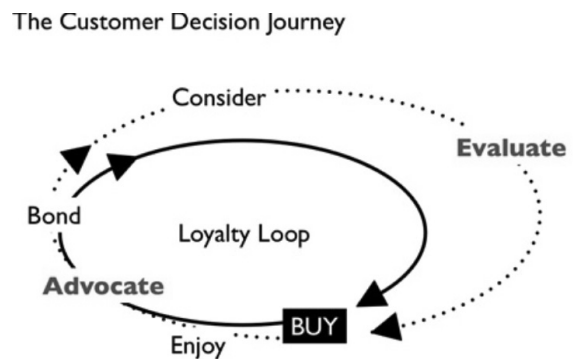 The Customer Decision Journey
Consider
Evaluate
Bond
Loyalty Loop
Advocate
BUY
Enjoy